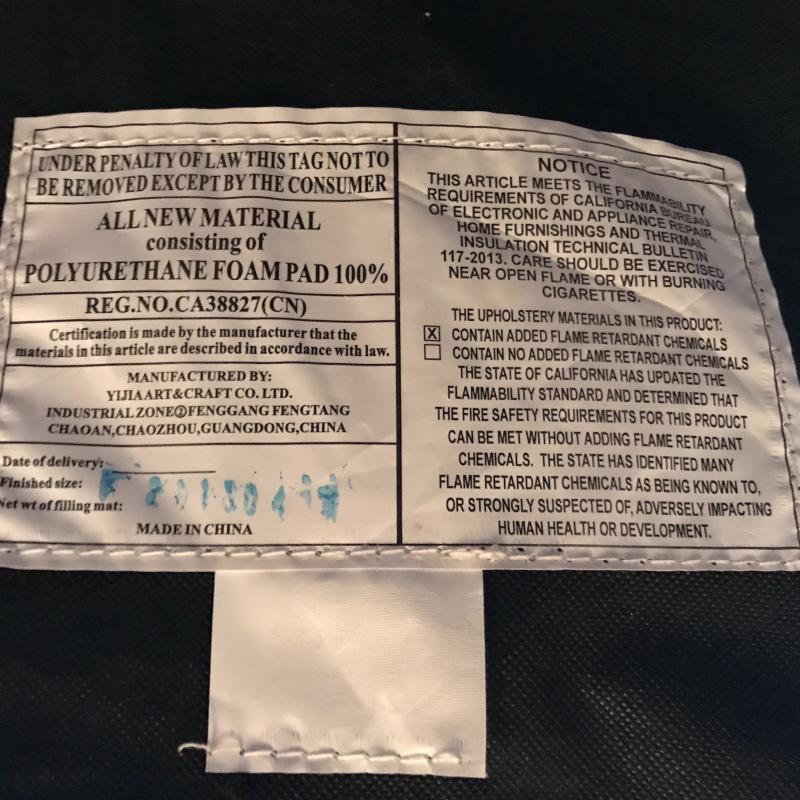 UNDER PENALTY OF LAW THIS TAG NOT TO
BE REMOVED EXCEPT BY THE CONSUMER
ALL NEW MATERIAL
consisting of
POLYURETHANE FOAM PAD 100%
REG.NO.CA38827(CN)
Certification is made by the manufacturer that the
materials in this article are described in accordance with law.
MANUFACTURED BY:
YIJIAART&CRAFT CO. LTD.
INDUSTRIALZONE②FENGGANG FENGTANG
CHAOAN,CHAOZHOU,GUANGDONG,CHINA
Date of delivery:
Finished size:
Net wt of filling mat:
MADE IN CHINA
NOTICE
THIS ARTICLE MEETS THE FLAMMABILITY
REQUIREMENTS OF CALIFORNIA BUREAU
OF ELECTRONIC AND APPLIANCE REPAIR,
HOME FURNISHINGS AND THERMAL
INSULATION TECHNICAL BULLETIN
117-2013. CARE SHOULD BE EXERCISED
NEAR OPEN FLAME OR WITH BURNING
CIGARETTES.
THE UPHOLSTERY MATERIALS IN THIS PRODUCT:
X CONTAIN ADDED FLAME RETARDANT CHEMICALS
CONTAIN NO ADDED FLAME RETARDANT CHEMICALS
THE STATE OF CALIFORNIA HAS UPDATED THE
FLAMMABILITY STANDARD AND DETERMINED THAT
THE FIRE SAFETY REQUIREMENTS FOR THIS PRODUCT
CAN BE MET WITHOUT ADDING FLAME RETARDANT
CHEMICALS. THE STATE HAS IDENTIFIED MANY
FLAME RETARDANT CHEMICALS AS BEING KNOWN TO,
OR STRONGLY SUSPECTED OF, ADVERSELY IMPACTING
HUMAN HEALTH OR DEVELOPMENT.